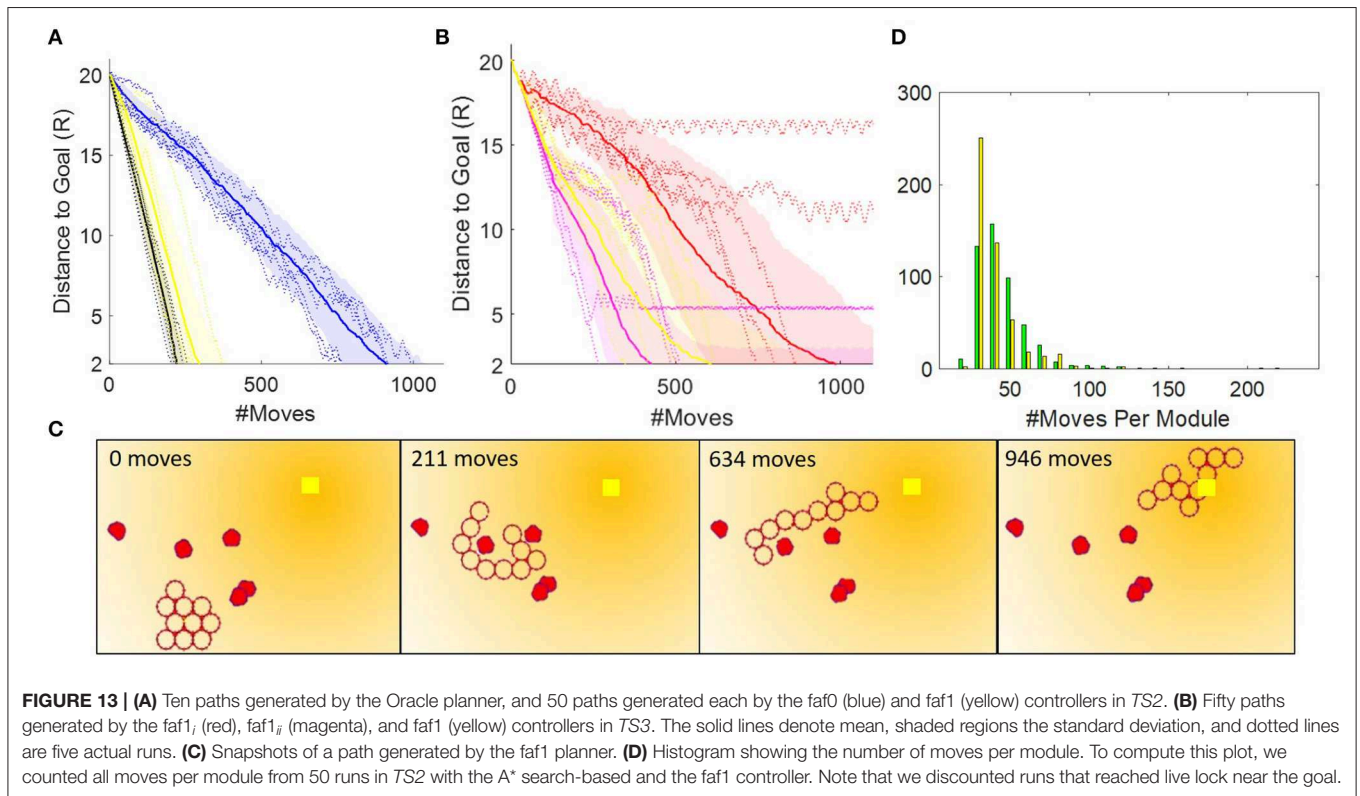 A
B
D
20
15
10
5
2
0
500
1000
Distance to Goal (R)
#Moves
20
15
10
5
2
0
500
1000
Distance to Goal (R)
#Moves
300
200
100
0
50
100
150
200
#Moves Per Module
C
0 moves
211 moves
634 moves
946 moves
FIGURE 13 | (A) Ten paths generated by the Oracle planner, and 50 paths generated each by the faf0 (blue) and faf1 (yellow) controllers in TS2. (B) Fifty paths
generated by the faf1i (red), faf1ii (magenta), and faf1 (yellow) controllers in TS3. The solid lines denote mean, shaded regions the standard deviation, and dotted lines
are five actual runs. (C) Snapshots of a path generated by the faf1 planner. (D) Histogram showing the number of moves per module. To compute this plot, we
counted all moves per module from 50 runs in TS2 with the A* search-based and the faf1 controller. Note that we discounted runs that reached live lock near the goal.